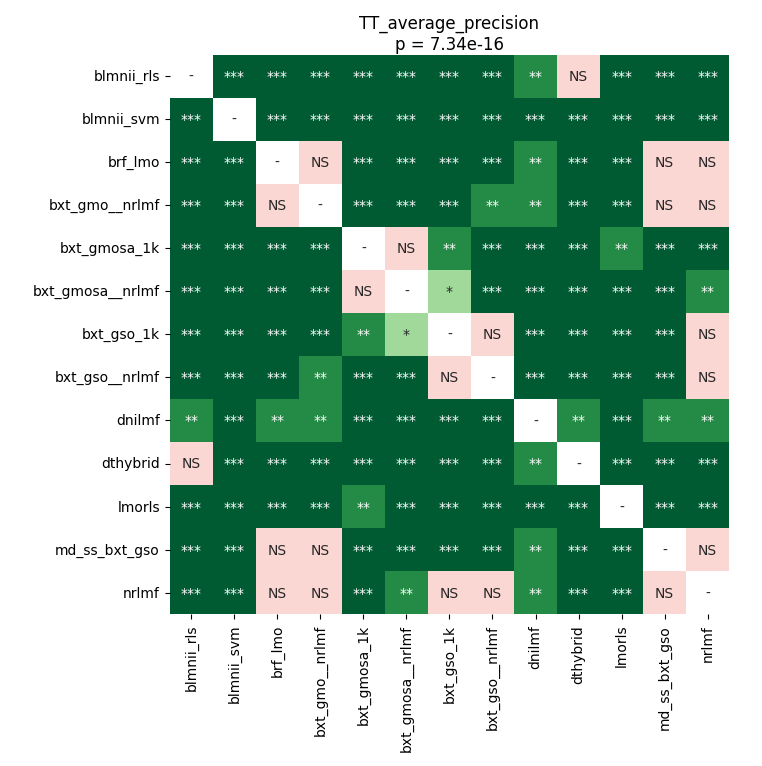 TT_average_precision
p = 7.34e-16
blmnii_rls - *** *** *** *** *** *** *** ** NS *** *** ***
blmnii_svm *** - *** *** *** *** *** *** *** *** *** *** ***
brf_lmo *** *** - NS *** *** *** *** ** *** *** NS NS
bxt_gmo__nrlmf *** *** NS - *** *** *** ** ** *** *** NS NS
bxt_gmosa_1k *** *** *** *** - NS ** *** *** *** ** *** ***
bxt_gmosa__nrlmf *** *** *** *** NS - * *** *** *** *** *** **
bxt_gso_1k *** *** *** *** ** * - NS *** *** *** *** NS
bxt_gso__nrlmf *** *** *** ** *** *** NS - *** *** *** *** NS
dnilmf ** *** ** ** *** *** *** *** - ** *** ** **
dthybrid NS *** *** *** *** *** *** *** ** - *** *** ***
lmorls *** *** *** *** ** *** *** *** *** *** - *** ***
md_ss_bxt_gso *** *** NS NS *** *** *** *** ** *** *** - NS
nrlmf *** *** NS NS *** ** NS NS ** *** *** NS -
blmnii_rls
blmnii_svm
brf_lmo
bxt_gmo__nrlmf
bxt_gmosa_1k
bxt_gmosa__nrlmf
bxt_gso_1k
bxt_gso__nrlmf
dnilmf
dthybrid
lmorls
md_ss_bxt_gso
nrlmf